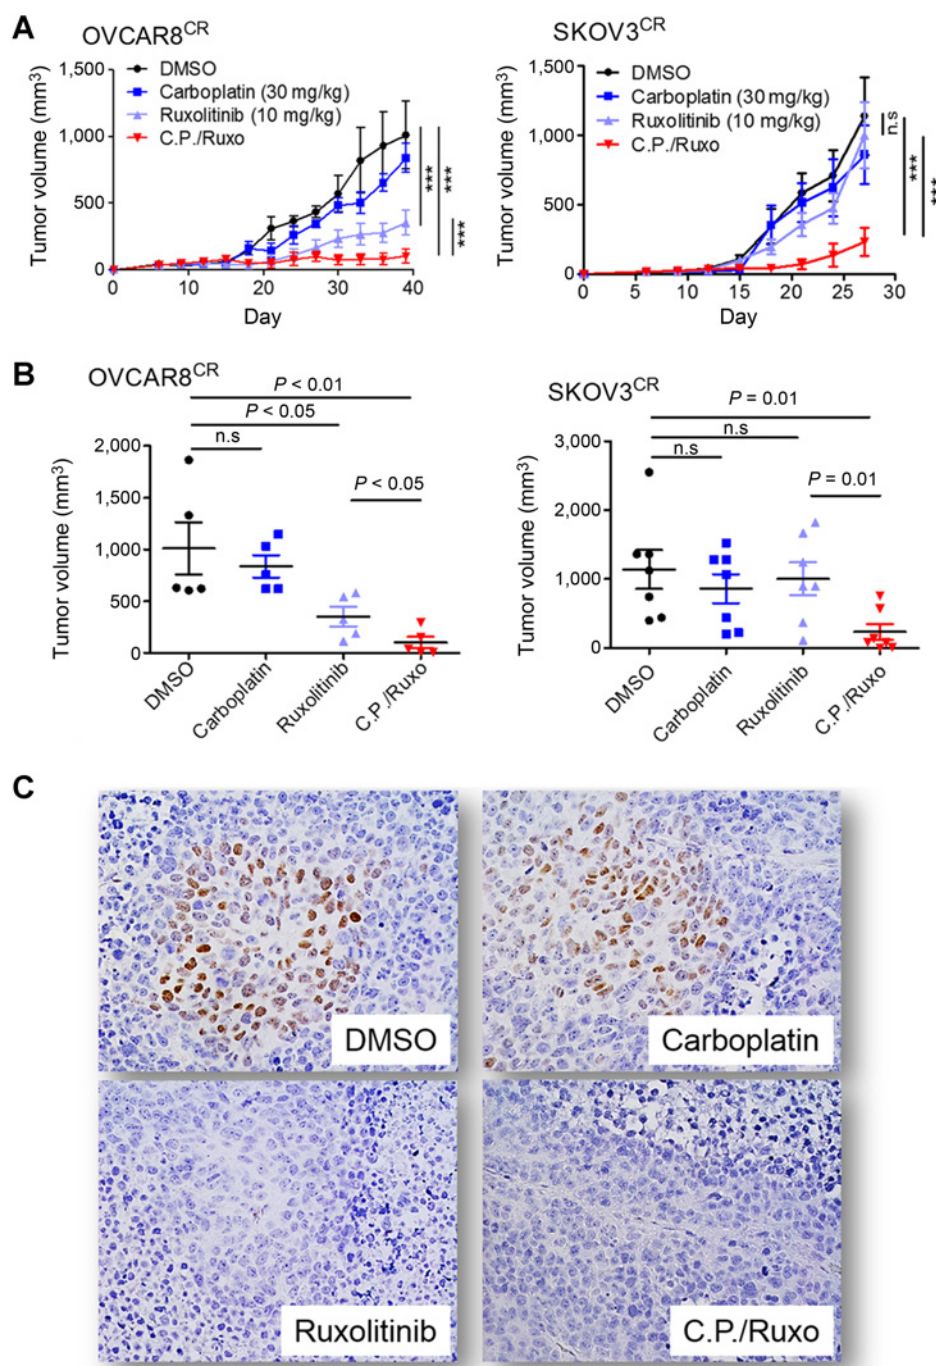 A
OVCAR8CR
DMSO
Carboplatin (30 mg/kg)
Ruxolitinib (10 mg/kg)
C.P./Ruxo
Tumor volume (mm3)
1,500
1,000
500
0
0
10
20
30
40
Day
***
***
***
SKOV3CR
DMSO
Carboplatin (30 mg/kg)
Ruxolitinib (10 mg/kg)
C.P./Ruxo
Tumor volume (mm3)
1,500
1,000
500
0
0
5
10
15
20
25
30
Day
n.s
***
***
B
OVCAR8CR
P < 0.01
P < 0.05
n.s
P < 0.05
Tumor volume (mm3)
2,000
1,500
1,000
500
0
DMSO
Carboplatin
Ruxolitinib
C.P./Ruxo
SKOV3CR
P = 0.01
n.s
n.s
P = 0.01
Tumor volume (mm3)
3,000
2,000
1,000
0
DMSO
Carboplatin
Ruxolitinib
C.P./Ruxo
C
DMSO
Carboplatin
Ruxolitinib
C.P./Ruxo